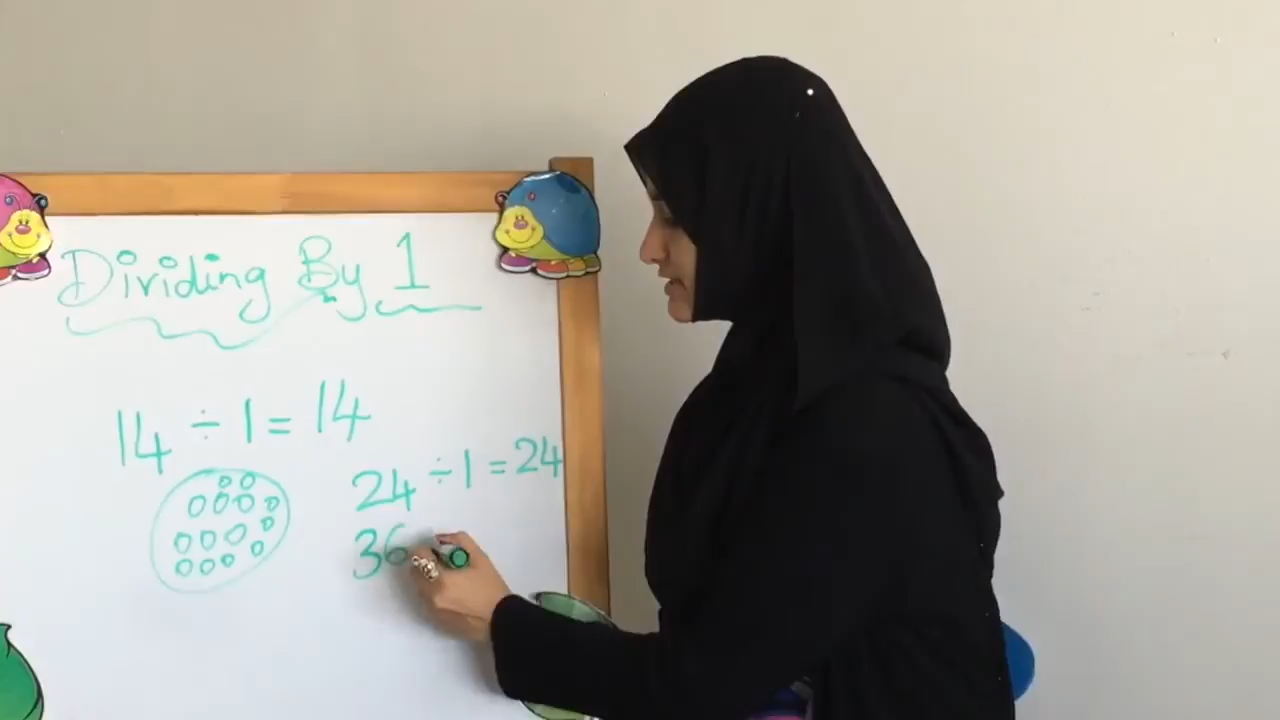 Dividing By 1
14 ÷ 1 = 14
24 ÷ 1 = 24
36